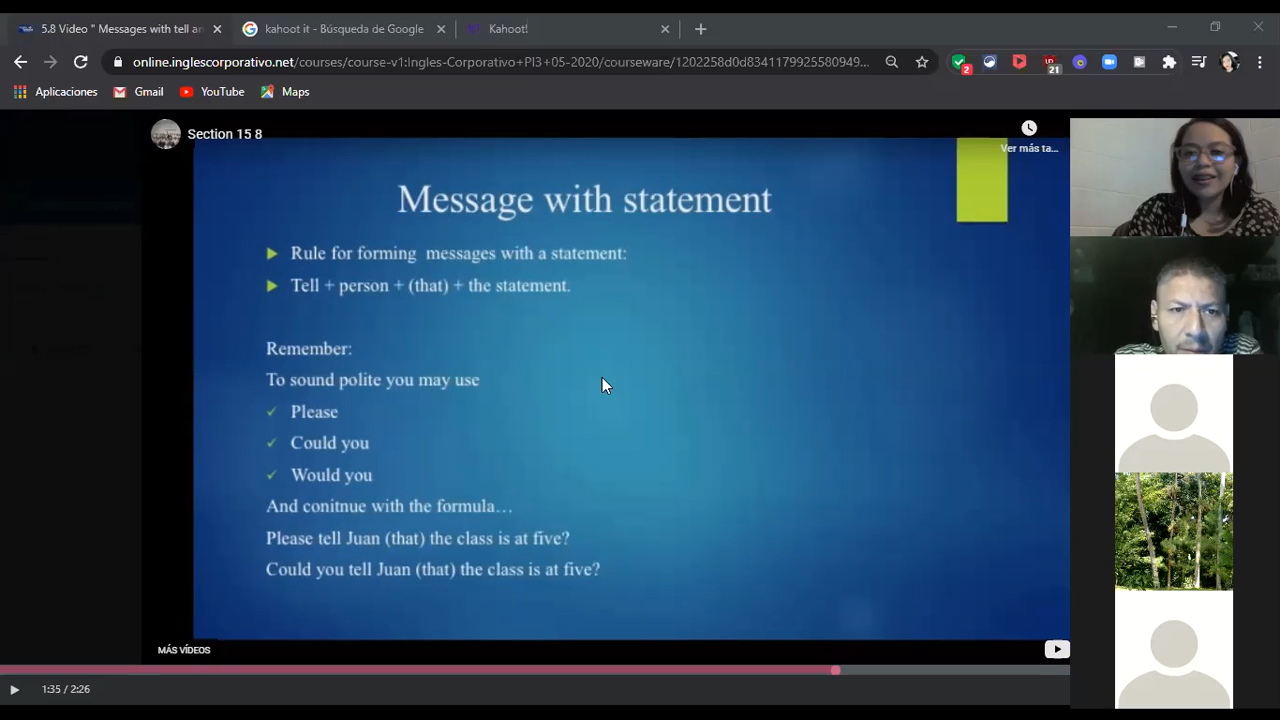 5.8 Video " Messages with tell an
kahoot it - Búsqueda de Google
Kahoot!
online.inglescorporativo.net/courses/course-v1:Ingles-Corporativo+PI3+05-2020/courseware/1202258d0d8341179925580949...
2
21
Aplicaciones
Gmail
YouTube
Maps
Section 15 8
Ver más ta...
Message with statement
Rule for forming messages with a statement:
Tell + person + (that) + the statement.
Remember:
To sound polite you may use
Please
Could you
Would you
And conitnue with the formula…
Please tell Juan (that) the class is at five?
Could you tell Juan (that) the class is at five?
MÁS VÍDEOS
1:35 / 2:26